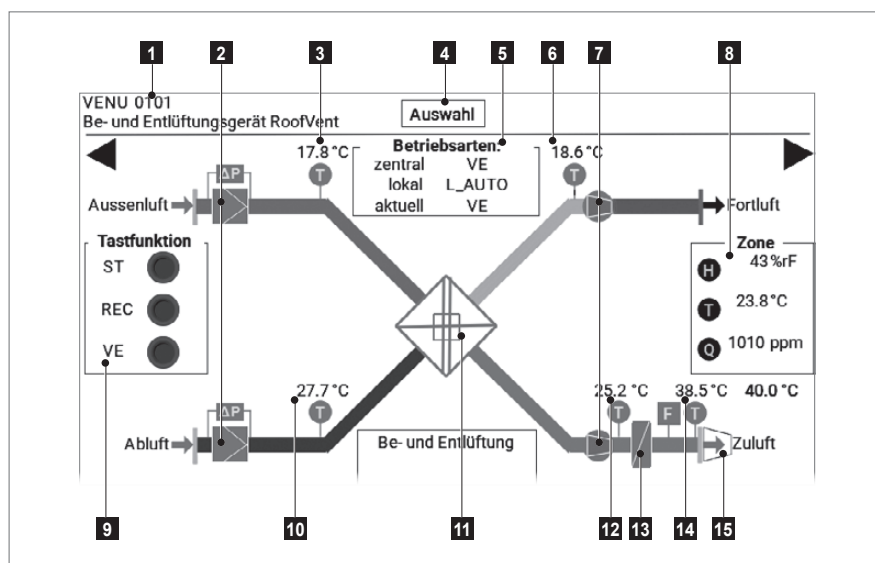 1 2 3 4 5 6 7 8
VENU 0101
Be- und Entlüftungsgerät RoofVent
Auswahl
17.8 °C
Betriebsarten:
zentral VE
lokal L_AUTO
aktuell VE
18.6 °C
ΔP
T
T
Aussenluft
Fortluft
Tastfunktion
ST
REC
VE
Zone
H 43 %rF
T 23.8 °C
Q 1010 ppm
27.7 °C
25.2 °C
38.5 °C
40.0 °C
ΔP
T
T
F
T
Abluft
Be- und Entlüftung
Zuluft
9 10 11 12 13 14 15